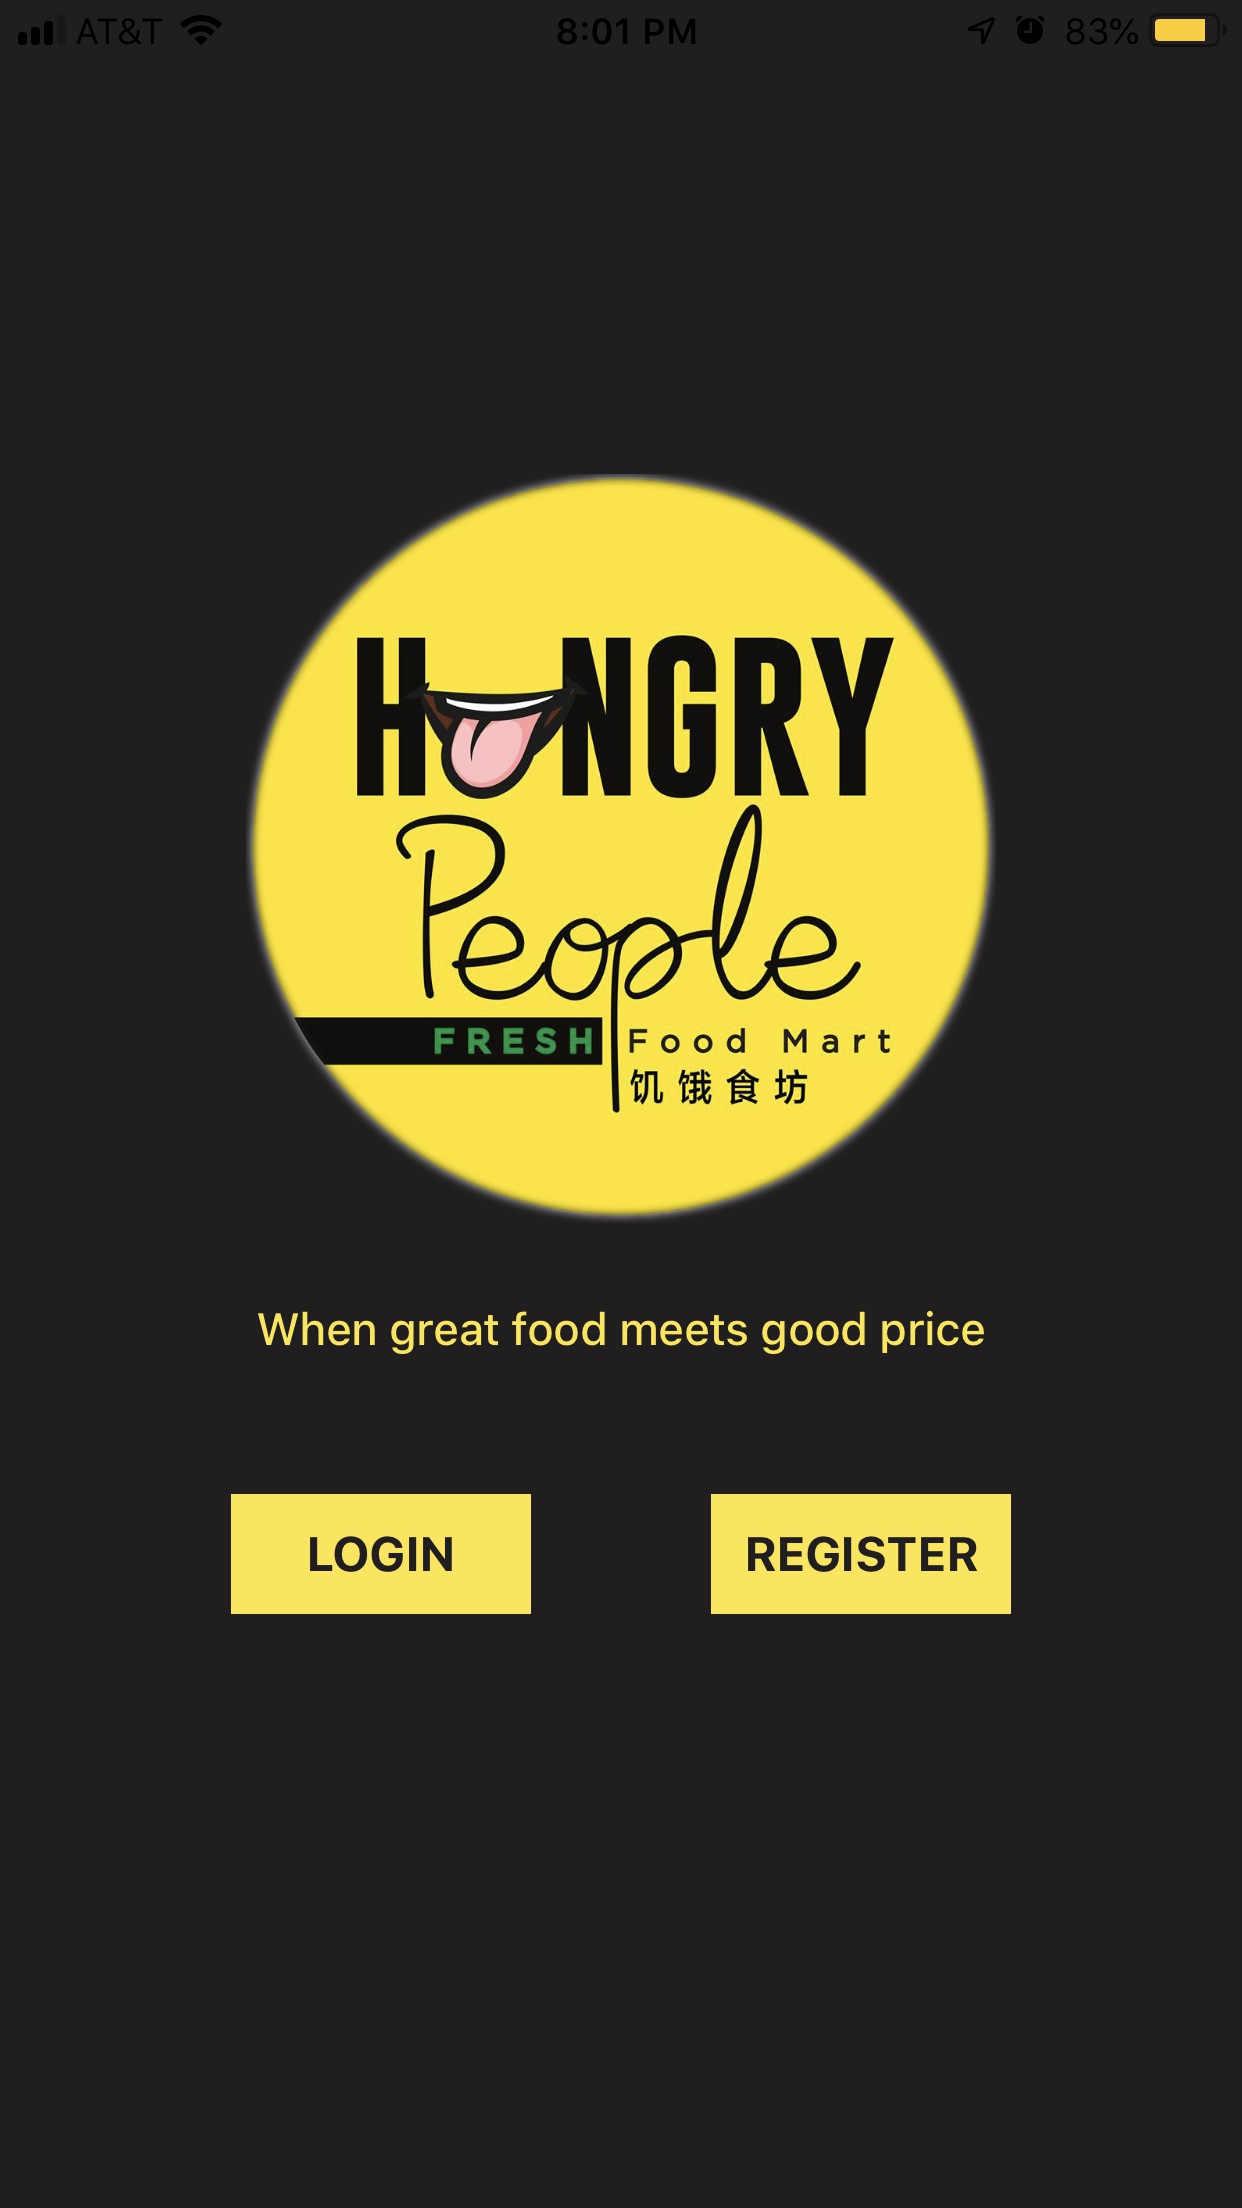 AT&T 8:01 PM 83%
HUNGRY
People
FRESH Food Mart
饥饿食坊
When great food meets good price
LOGIN REGISTER